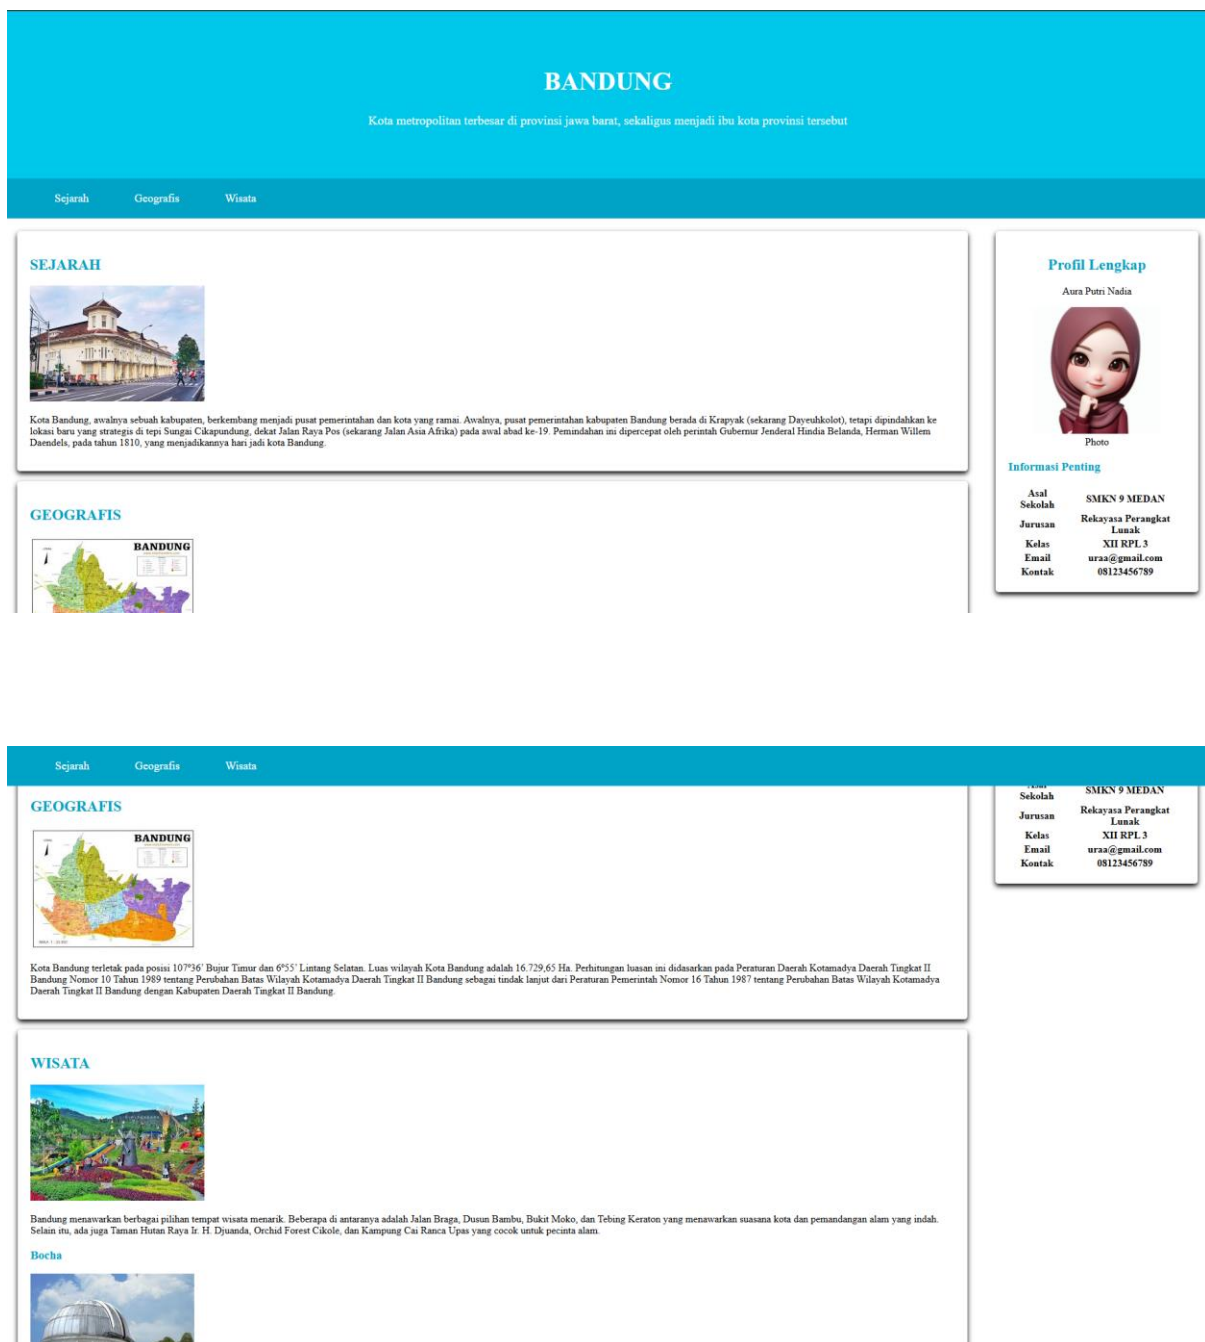 BANDUNG
Kota metropolitan terbesar di provinsi jawa barat, sekaligus menjadi ibu kota provinsi tersebut
Sejarah Geografis Wisata
SEJARAH
Kota Bandung, awalnya sebuah kabupaten, berkembang menjadi pusat pemerintahan dan kota yang ramai. Awalnya, pusat pemerintahan kabupaten Bandung berada di Krapyak (sekarang Dayeuhkolot), tetapi dipindahkan ke
lokasi baru yang strategis di tepi Sungai Cikapundung, dekat Jalan Raya Pos (sekarang Jalan Asia Afrika) pada awal abad ke-19. Pemindahan ini dipercepat oleh perintah Gubernur Jenderal Hindia Belanda, Herman Willem
Daendels, pada tahun 1810, yang menjadikannya hari jadi kota Bandung.
GEOGRAFIS
BANDUNG
Profil Lengkap
Aura Putri Nadia
Photo
Informasi Penting
Asal
Sekolah
SMKN 9 MEDAN
Jurusan
Rekayasa Perangkat
Lunak
Kelas XII RPL 3
Email uraa@gmail.com
Kontak 08123456789
Sejarah Geografis Wisata
GEOGRAFIS
BANDUNG
Kota Bandung terletak pada posisi 107°36' Bujur Timur dan 6°55' Lintang Selatan. Luas wilayah Kota Bandung adalah 16.729,65 Ha. Perhitungan luasan ini didasarkan pada Peraturan Daerah Kotamadya Daerah Tingkat II
Bandung Nomor 10 Tahun 1989 tentang Perubahan Batas Wilayah Kotamadya Daerah Tingkat II Bandung sebagai tindak lanjut dari Peraturan Pemerintah Nomor 16 Tahun 1987 tentang Perubahan Batas Wilayah Kotamadya
Daerah Tingkat II Bandung dengan Kabupaten Daerah Tingkat II Bandung.
Asal
Sekolah
SMKN 9 MEDAN
Jurusan
Rekayasa Perangkat
Lunak
Kelas XII RPL 3
Email uraa@gmail.com
Kontak 08123456789
WISATA
Bandung menawarkan berbagai pilihan tempat wisata menarik. Beberapa di antaranya adalah Jalan Braga, Dusun Bambu, Bukit Moko, dan Tebing Keraton yang menawarkan suasana kota dan pemandangan alam yang indah.
Selain itu, ada juga Taman Hutan Raya Ir. H. Djuanda, Orchid Forest Cikole, dan Kampung Cai Ranca Upas yang cocok untuk pecinta alam.
Bocha